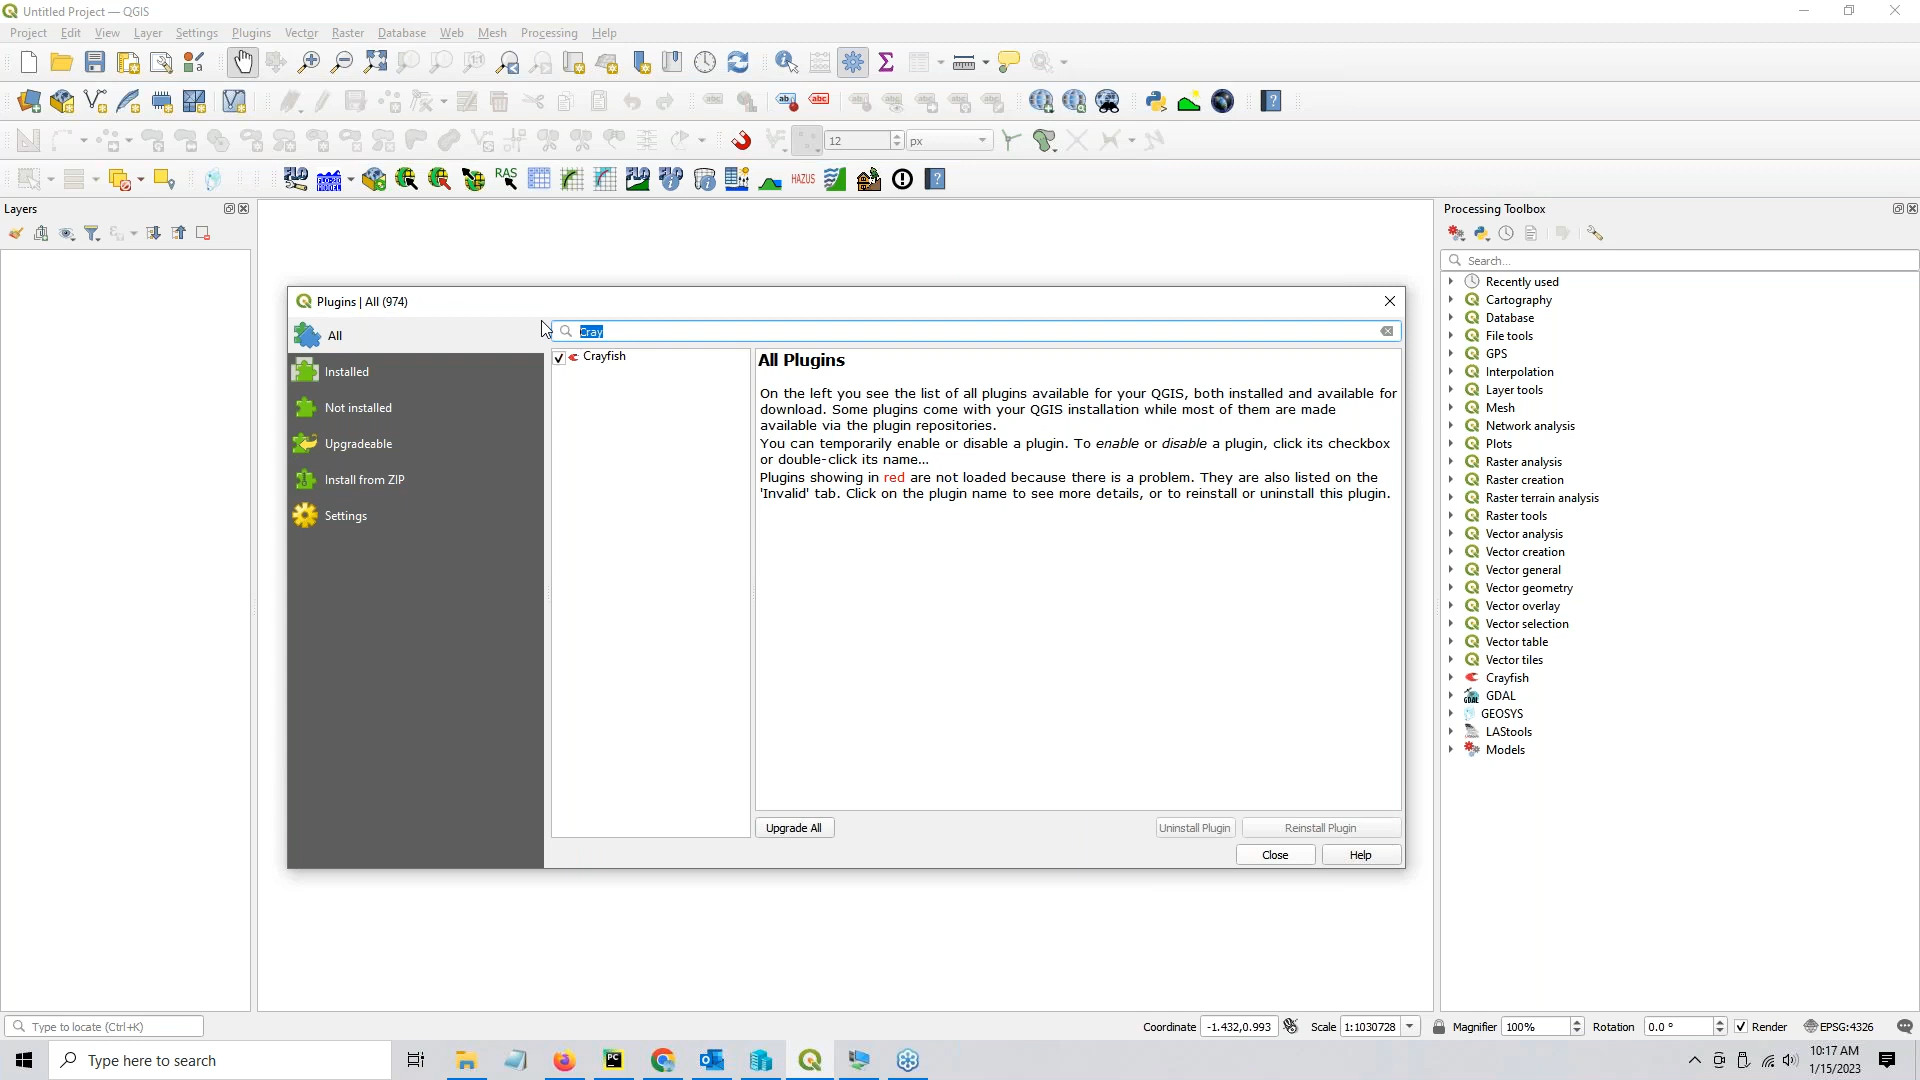 Untitled Project — QGIS
Project Edit View Layer Settings Plugins Vector Raster Database Web Mesh Processing Help
12
px
RAS
HAZUS
Layers
Processing Toolbox
Search...
Recently used
Cartography
Database
File tools
GPS
Interpolation
Layer tools
Mesh
Network analysis
Plots
Raster analysis
Raster creation
Raster terrain analysis
Raster tools
Vector analysis
Vector creation
Vector general
Vector geometry
Vector overlay
Vector selection
Vector table
Vector tiles
Crayfish
GDAL
GEOSYS
LAStools
Models
Plugins | All (974)
All
Installed
Not installed
Upgradeable
Install from ZIP
Settings
Cray
Crayfish
All Plugins
On the left you see the list of all plugins available for your QGIS, both installed and available for
download. Some plugins come with your QGIS installation while most of them are made
available via the plugin repositories.
You can temporarily enable or disable a plugin. To enable or disable a plugin, click its checkbox
or double-click its name...
Plugins showing in red are not loaded because there is a problem. They are also listed on the
'Invalid' tab. Click on the plugin name to see more details, or to reinstall or uninstall this plugin.
Upgrade All
Uninstall Plugin
Reinstall Plugin
Close
Help
Type to locate (Ctrl+K)
Coordinate -1.432,0.993
Scale 1:1030728
Magnifier 100%
Rotation 0.0 °
Render
EPSG:4326
Type here to search
10:17 AM
1/15/2023